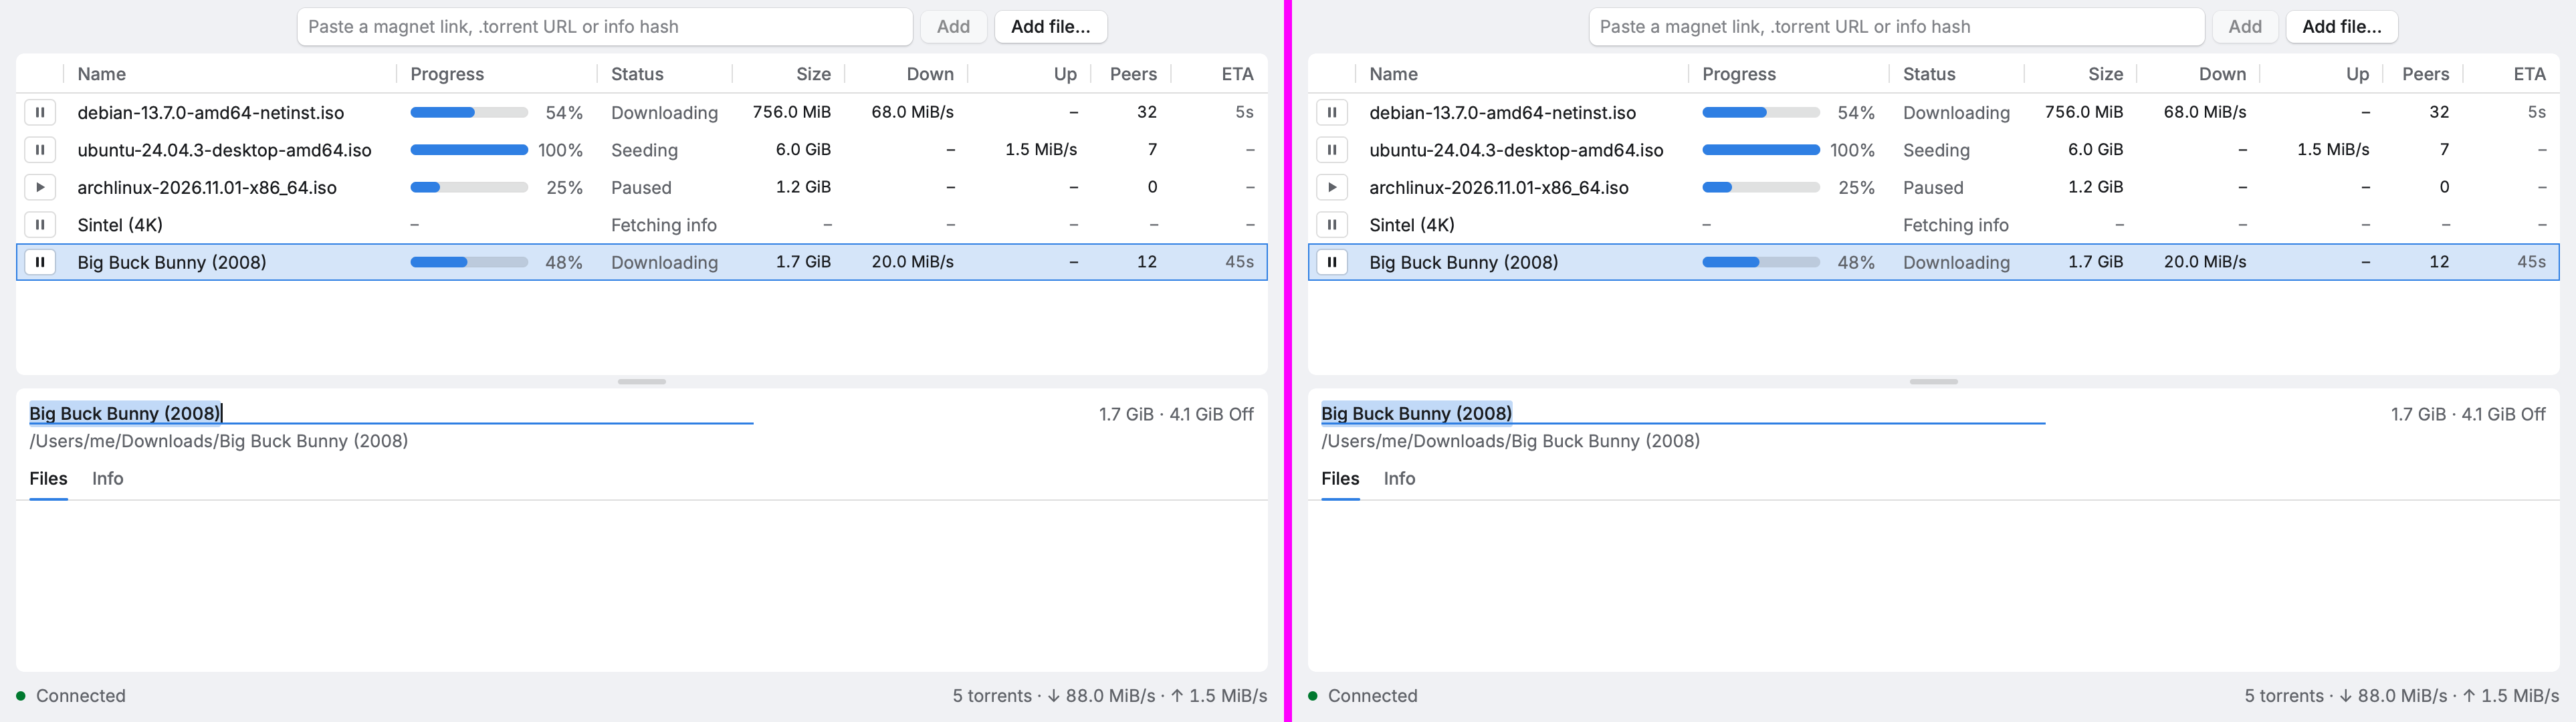 Paste a magnet link, .torrent URL or info hash Add Add file...
Name Progress Status Size Down Up Peers ETA
debian-13.7.0-amd64-netinst.iso 54% Downloading 756.0 MiB 68.0 MiB/s – 32 5s
ubuntu-24.04.3-desktop-amd64.iso 100% Seeding 6.0 GiB – 1.5 MiB/s 7 –
archlinux-2026.11.01-x86_64.iso 25% Paused 1.2 GiB – – 0 –
Sintel (4K) – Fetching info – – – – –
Big Buck Bunny (2008) 48% Downloading 1.7 GiB 20.0 MiB/s – 12 45s
Big Buck Bunny (2008) 1.7 GiB · 4.1 GiB Off
/Users/me/Downloads/Big Buck Bunny (2008)
Files Info
Connected 5 torrents · ↓ 88.0 MiB/s · ↑ 1.5 MiB/s
Paste a magnet link, .torrent URL or info hash Add Add file...
Name Progress Status Size Down Up Peers ETA
debian-13.7.0-amd64-netinst.iso 54% Downloading 756.0 MiB 68.0 MiB/s – 32 5s
ubuntu-24.04.3-desktop-amd64.iso 100% Seeding 6.0 GiB – 1.5 MiB/s 7 –
archlinux-2026.11.01-x86_64.iso 25% Paused 1.2 GiB – – 0 –
Sintel (4K) – Fetching info – – – – –
Big Buck Bunny (2008) 48% Downloading 1.7 GiB 20.0 MiB/s – 12 45s
Big Buck Bunny (2008) 1.7 GiB · 4.1 GiB Off
/Users/me/Downloads/Big Buck Bunny (2008)
Files Info
Connected 5 torrents · ↓ 88.0 MiB/s · ↑ 1.5 MiB/s